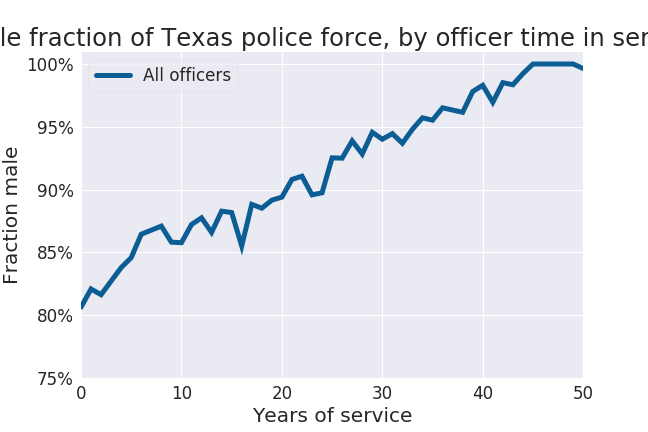 le fraction of Texas police force, by officer time in ser
100%
All officers
95%
90%
85%
80%
75%
Fraction male
0 10 20 30 40 50
Years of service